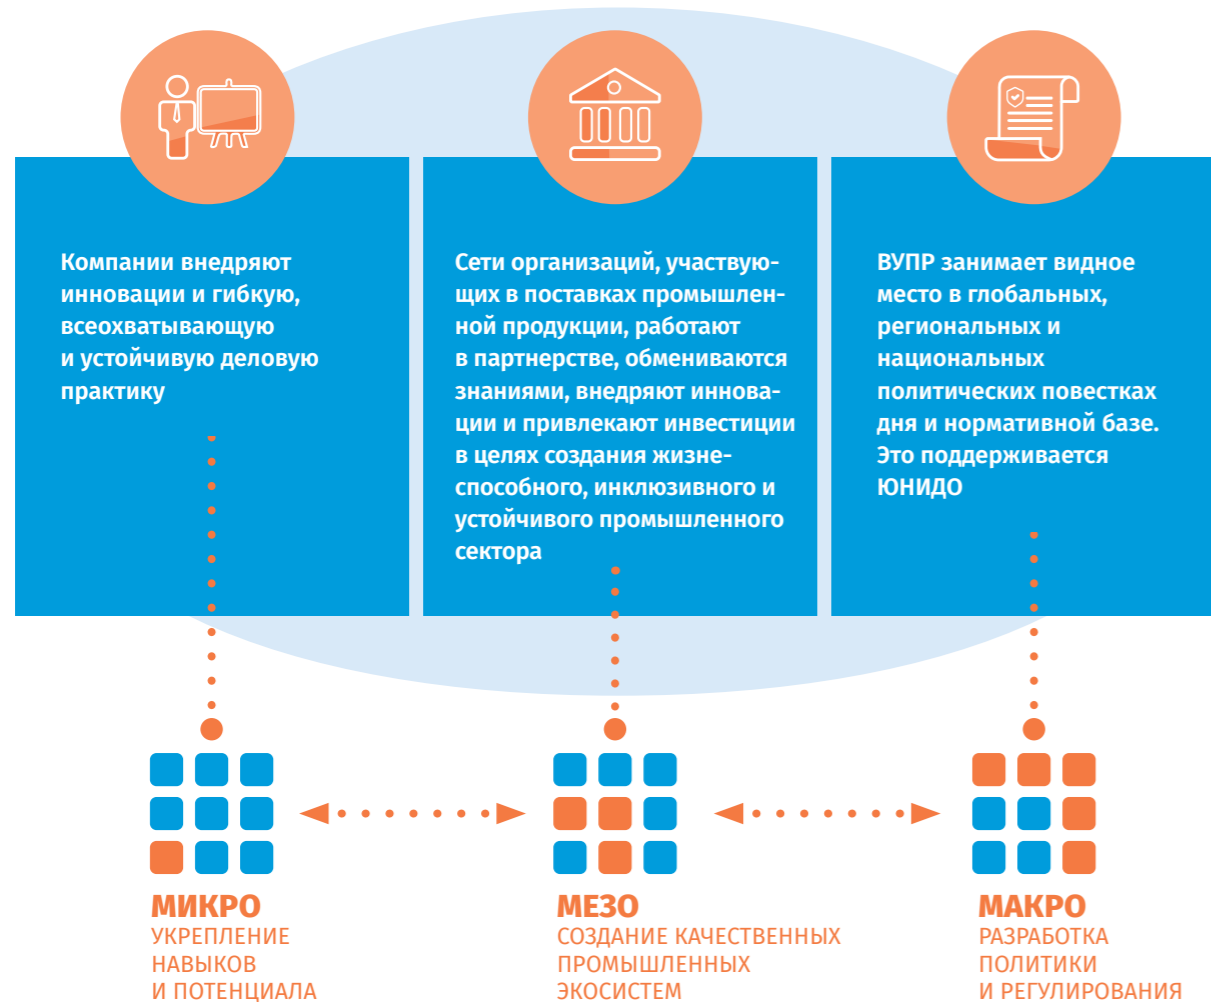 Компании внедряют
инновации и гибкую,
всеохватывающую
и устойчивую деловую
практику
Сети организаций, участвую-
щих в поставках промышлен-
ной продукции, работают
в партнерстве, обмениваются
знаниями, внедряют иннова-
ции и привлекают инвестиции
в целях создания жизне-
способного, инклюзивного и
устойчивого промышленного
сектора
ВУПР занимает видное
место в глобальных,
региональных и
национальных
политических повестках
дня и нормативной базе.
Это поддерживается
ЮНИДО
МИКРО
УКРЕПЛЕНИЕ
НАВЫКОВ
И ПОТЕНЦИАЛА
МЕЗО
СОЗДАНИЕ КАЧЕСТВЕННЫХ
ПРОМЫШЛЕННЫХ
ЭКОСИСТЕМ
МАКРО
РАЗРАБОТКА
ПОЛИТИКИ
И РЕГУЛИРОВАНИЯ